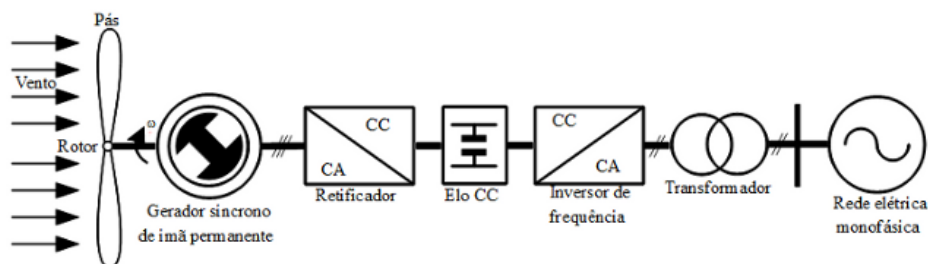 Pás
Vento
Rotor
ω
Gerador síncrono
de imã permanente
CC
CA
Retificador
Elo CC
CC
CA
Inversor de
frequência
Transformador
Rede elétrica
monofásica